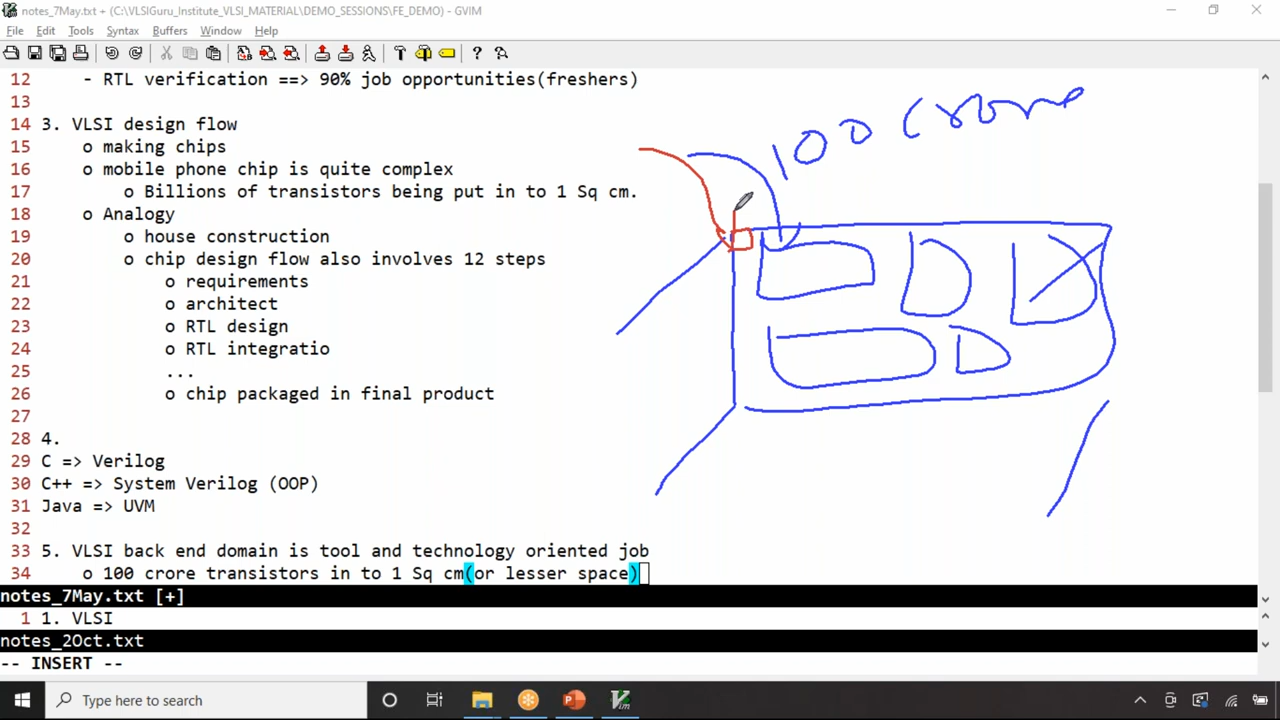 notes_7May.txt + (C:\VLSIGuru_Institute_VLSI_MATERIAL\DEMO_SESSIONS\FE_DEMO) - GVIM
File Edit Tools Syntax Buffers Window Help
12 - RTL verification ==> 90% job opportunities(freshers)
13
14 3. VLSI design flow
15 o making chips
16 o mobile phone chip is quite complex
17 o Billions of transistors being put in to 1 Sq cm.
18 o Analogy
19 o house construction
20 o chip design flow also involves 12 steps
21 o requirements
22 o architect
23 o RTL design
24 o RTL integratio
25 ...
26 o chip packaged in final product
27
28 4.
29 C => Verilog
30 C++ => System Verilog (OOP)
31 Java => UVM
32
33 5. VLSI back end domain is tool and technology oriented job
34 o 100 crore transistors in to 1 Sq cm(or lesser space)
100 crore
notes_7May.txt [+]
1 1. VLSI
notes_2Oct.txt
-- INSERT --
Type here to search